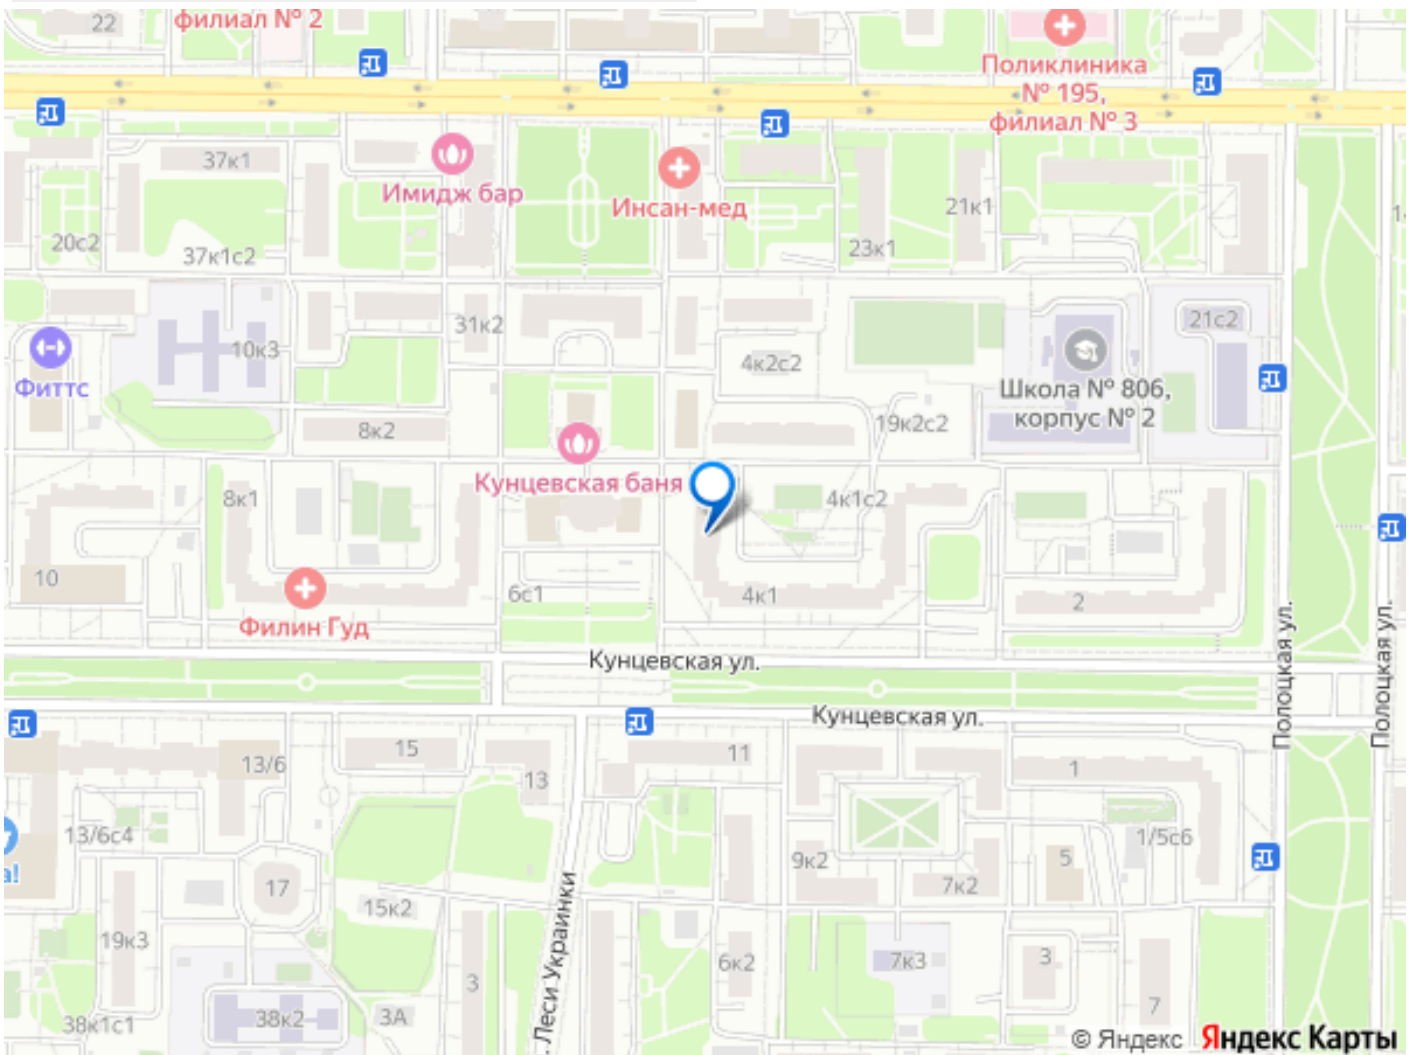 22
филиал № 2
Поликлиника
№ 195,
филиал № 3
37к1
Имидж бар
Инсан-мед
21к1
20с2
37к1с2
23к1
31к2
10к3
21с2
4к2с2
Фиттс
Школа № 806,
корпус № 2
8к2
19к2с2
Кунцевская баня
8к1
4к1с2
10
6с1
4к1
2
Филин Гуд
Кунцевская ул.
Полоцкая ул.
Полоцкая ул.
Кунцевская ул.
15
11
13/6
13
1
13/6с4
1/5с6
а!
9к2
5
17
7к2
15к2
Леси Украинки
19к3
6к2
7к3
3
3
7
38к1с1
38к2
3А
© Яндекс Яндекс Карты